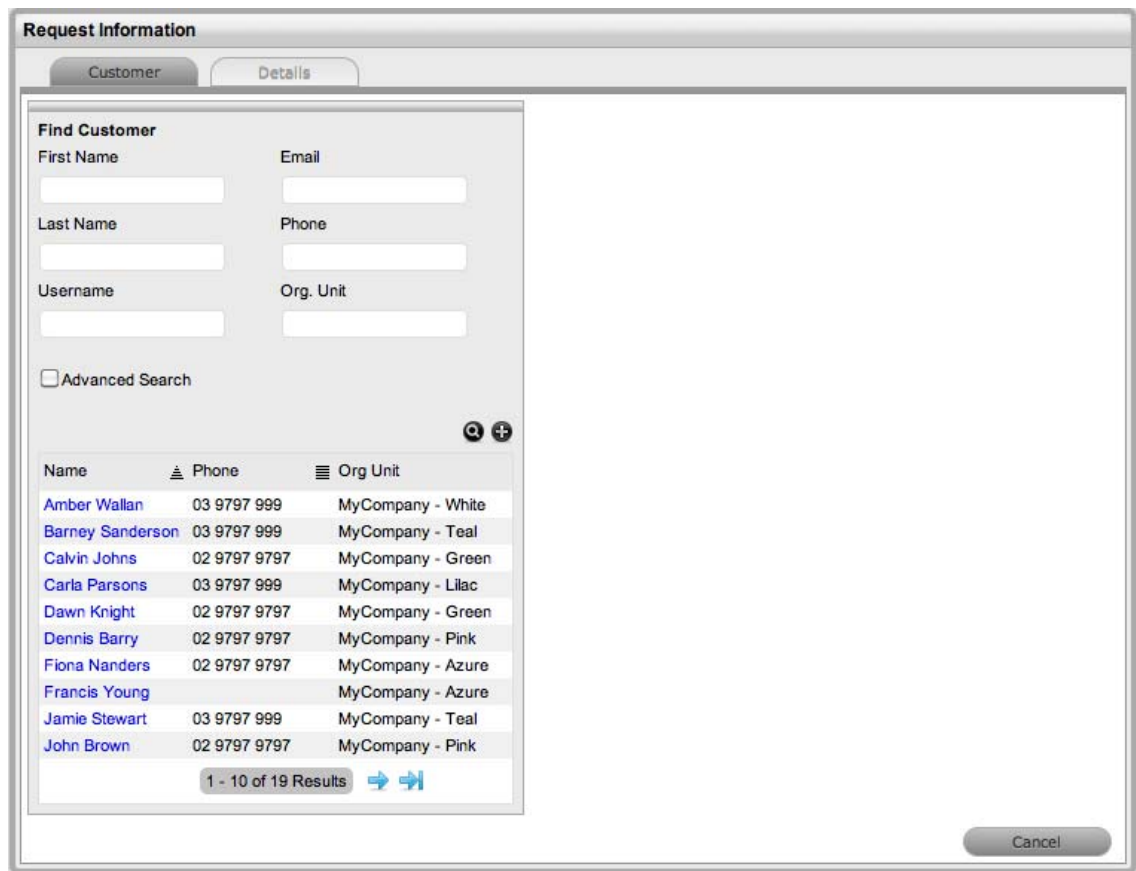 Request Information
Customer Details
Find Customer
First Name Email
Last Name Phone
Username Org. Unit
Advanced Search
Name Phone Org Unit
Amber Wallan 03 9797 999 MyCompany - White
Barney Sanderson 03 9797 999 MyCompany - Teal
Calvin Johns 02 9797 9797 MyCompany - Green
Carla Parsons 03 9797 999 MyCompany - Lilac
Dawn Knight 02 9797 9797 MyCompany - Green
Dennis Barry 02 9797 9797 MyCompany - Pink
Fiona Nanders 02 9797 9797 MyCompany - Azure
Francis Young MyCompany - Azure
Jamie Stewart 03 9797 999 MyCompany - Teal
John Brown 02 9797 9797 MyCompany - Pink
1 - 10 of 19 Results
Cancel